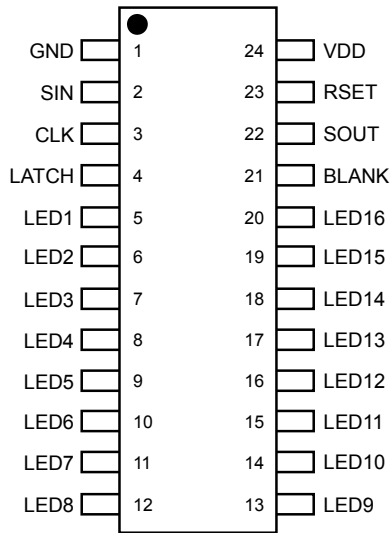 GND 1 24 VDD
SIN 2 23 RSET
CLK 3 22 SOUT
LATCH 4 21 BLANK
LED1 5 20 LED16
LED2 6 19 LED15
LED3 7 18 LED14
LED4 8 17 LED13
LED5 9 16 LED12
LED6 10 15 LED11
LED7 11 14 LED10
LED8 12 13 LED9